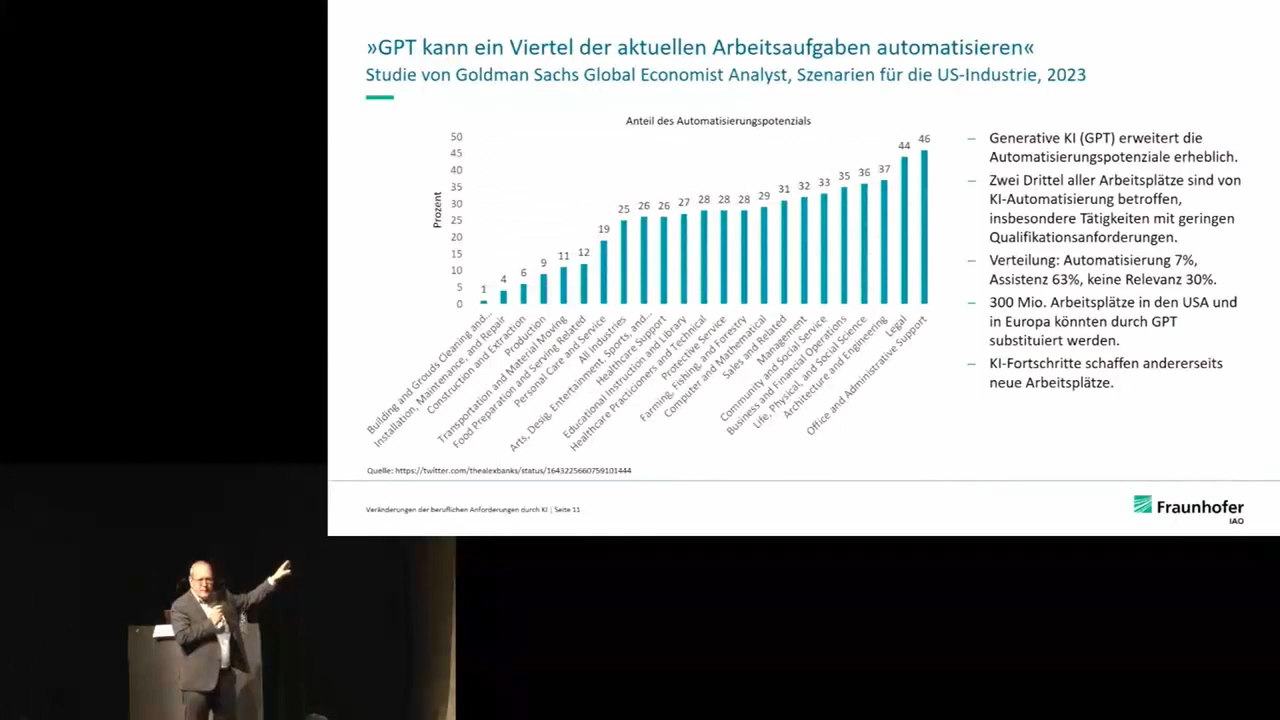 »GPT kann ein Viertel der aktuellen Arbeitsaufgaben automatisieren«
Studie von Goldman Sachs Global Economist Analyst, Szenarien für die US-Industrie, 2023
Anteil des Automatisierungspotenzials
Prozent
50
45
40
35
30
25
20
15
10
5
0
1
4
6
9
11
12
19
25
26
26
27
28
28
28
29
31
32
33
35
36
37
44
46
Building and Grouds Cleaning and...
Installation, Maintenance, and Repair
Construction and Extraction
Production
Transportation and Material Moving
Food Preparation and Serving Related
Personal Care and Service
All Industries
Arts, Desig, Entertainment, Sports, and...
Healthcare Support
Educational Instruction and Library
Healthcare Practicioners and Technical
Protective Service
Farming, Fishing, and Forestry
Computer and Mathematical
Sales and Related
Management
Community and Social Service
Business and Financial Operations
Life, Physical, and Social Science
Architecture and Engineering
Legal
Office and Administrative Support
– Generative KI (GPT) erweitert die
Automatisierungspotenziale erheblich.
– Zwei Drittel aller Arbeitsplätze sind von
KI-Automatisierung betroffen,
insbesondere Tätigkeiten mit geringen
Qualifikationsanforderungen.
– Verteilung: Automatisierung 7%,
Assistenz 63%, keine Relevanz 30%.
– 300 Mio. Arbeitsplätze in den USA und
in Europa könnten durch GPT
substituiert werden.
– KI-Fortschritte schaffen andererseits
neue Arbeitsplätze.
Quelle: https://twitter.com/thealexbanks/status/1643225660759101444
Veränderungen der beruflichen Anforderungen durch KI | Seite 11
Fraunhofer
IAO